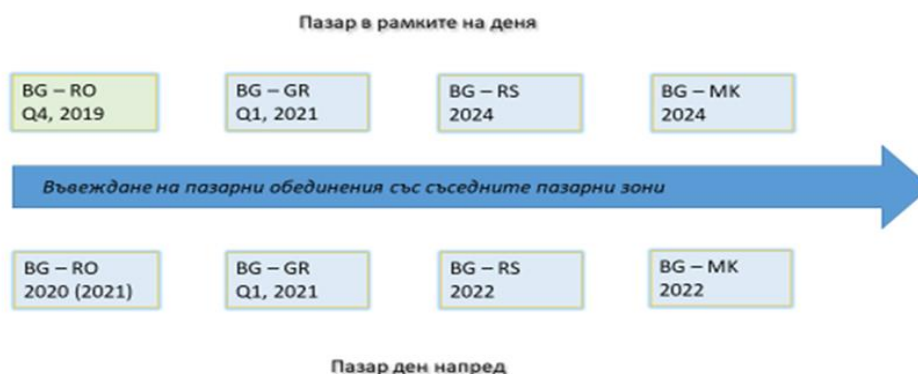 Пазар в рамките на деня
BG – RO
Q4, 2019
BG – GR
Q1, 2021
BG – RS
2024
BG – MK
2024
Въвеждане на пазарни обединения със съседните пазарни зони
BG – RO
2020 (2021)
BG – GR
Q1, 2021
BG – RS
2022
BG – MK
2022
Пазар ден напред